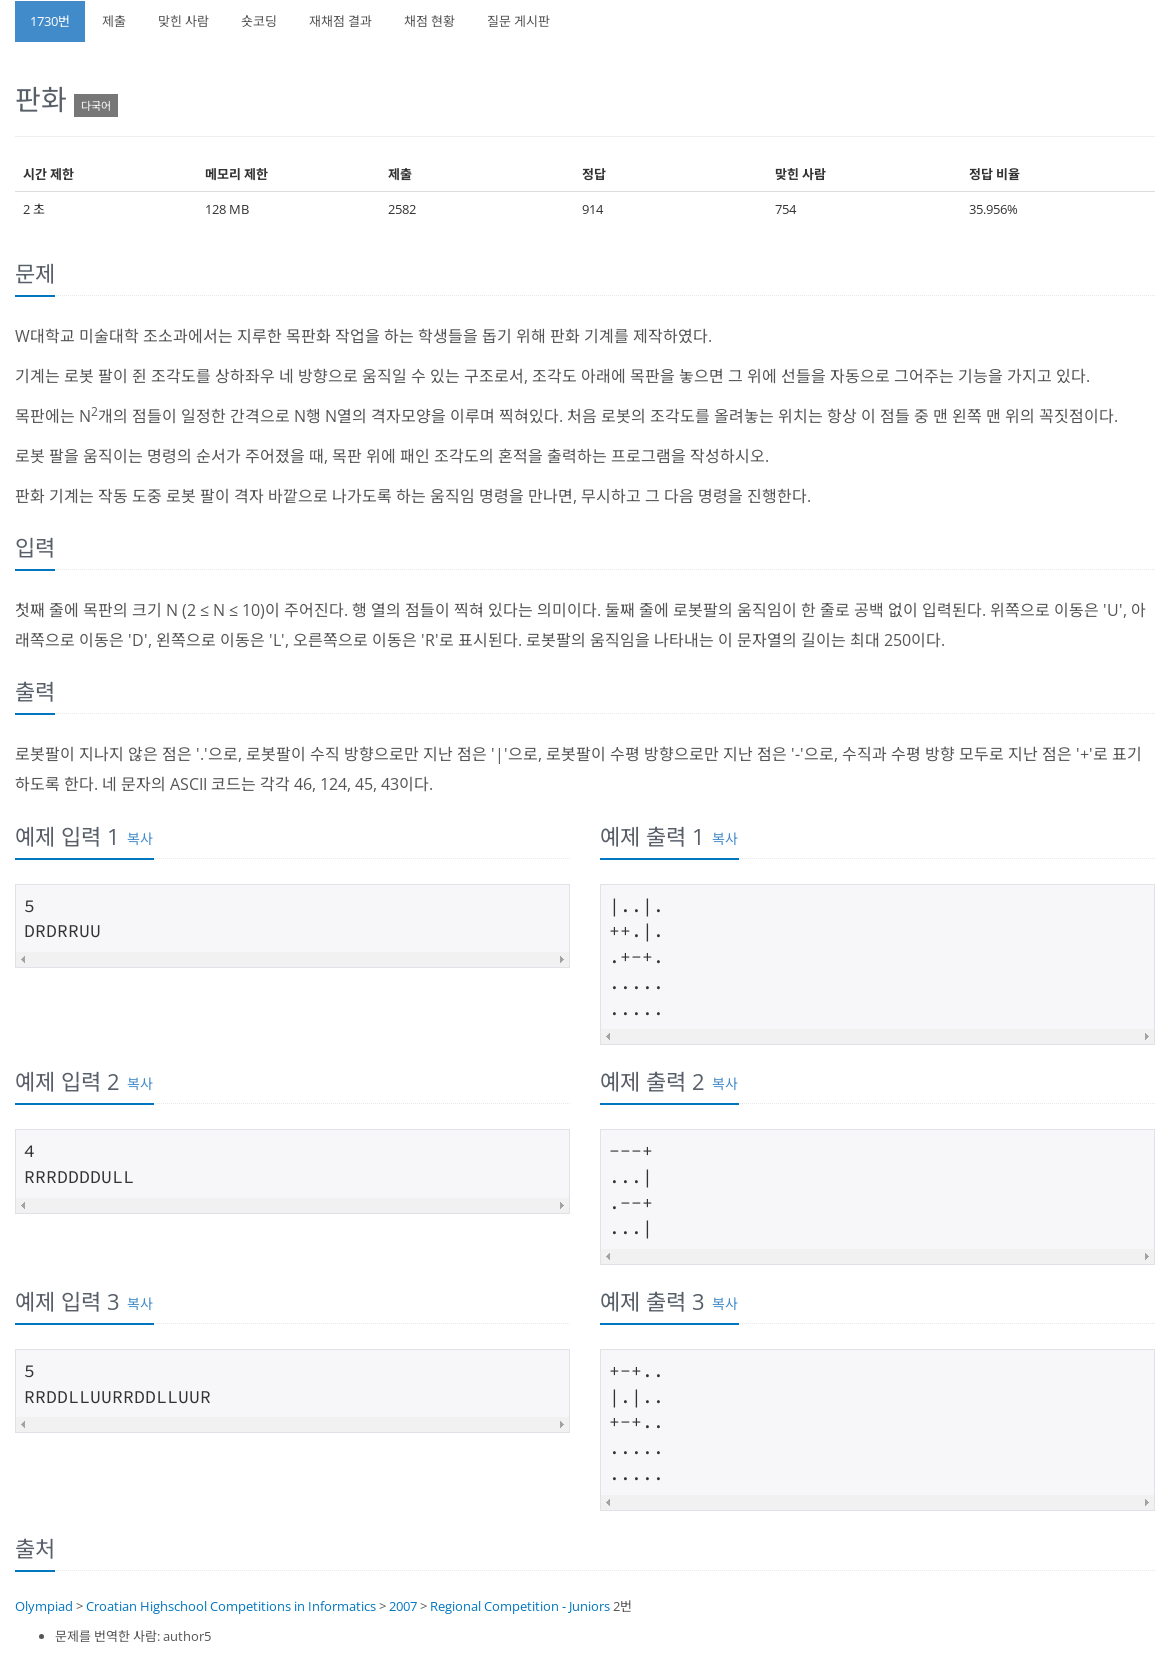 1730번 제출 맞힌 사람 숏코딩 재채점 결과 채점 현황 질문 게시판
판화 다국어
시간 제한 메모리 제한 제출 정답 맞힌 사람 정답 비율
2 초 128 MB 2582 914 754 35.956%
문제
W대학교 미술대학 조소과에서는 지루한 목판화 작업을 하는 학생들을 돕기 위해 판화 기계를 제작하였다.
기계는 로봇 팔이 쥔 조각도를 상하좌우 네 방향으로 움직일 수 있는 구조로서, 조각도 아래에 목판을 놓으면 그 위에 선들을 자동으로 그어주는 기능을 가지고 있다.
목판에는 N2개의 점들이 일정한 간격으로 N행 N열의 격자모양을 이루며 찍혀있다. 처음 로봇의 조각도를 올려놓는 위치는 항상 이 점들 중 맨 왼쪽 맨 위의 꼭짓점이다.
로봇 팔을 움직이는 명령의 순서가 주어졌을 때, 목판 위에 패인 조각도의 혼적을 출력하는 프로그램을 작성하시오.
판화 기계는 작동 도중 로봇 팔이 격자 바깥으로 나가도록 하는 움직임 명령을 만나면, 무시하고 그 다음 명령을 진행한다.
입력
첫째 줄에 목판의 크기 N (2 ≤ N ≤ 10)이 주어진다. 행 열의 점들이 찍혀 있다는 의미이다. 둘째 줄에 로봇팔의 움직임이 한 줄로 공백 없이 입력된다. 위쪽으로 이동은 'U', 아
래쪽으로 이동은 'D', 왼쪽으로 이동은 'L', 오른쪽으로 이동은 'R'로 표시된다. 로봇팔의 움직임을 나타내는 이 문자열의 길이는 최대 250이다.
출력
로봇팔이 지나지 않은 점은 '.'으로, 로봇팔이 수직 방향으로만 지난 점은 '|'으로, 로봇팔이 수평 방향으로만 지난 점은 '-'으로, 수직과 수평 방향 모두로 지난 점은 '+'로 표기
하도록 한다. 네 문자의 ASCII 코드는 각각 46, 124, 45, 43이다.
예제 입력 1 복사
5
DRDRRUU
예제 출력 1 복사
|..|.
++.|.
.+-+.
.....
.....
예제 입력 2 복사
4
RRRDDDDULL
예제 출력 2 복사
---+
...|
.--+
...|
예제 입력 3 복사
5
RRDDLLUURRDDLLUUR
예제 출력 3 복사
+-+..
|.|..
+-+..
.....
.....
출처
Olympiad > Croatian Highschool Competitions in Informatics > 2007 > Regional Competition - Juniors 2번
문제를 번역한 사람: author5